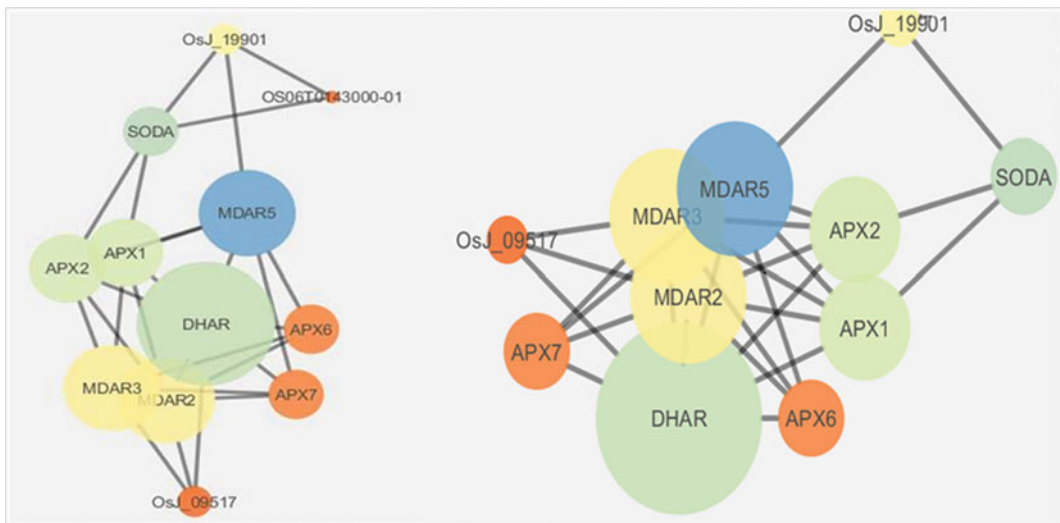 OsJ_19901
OS06T0143000-01
SODA
MDAR5
APX1
APX2
DHAR
APX6
MDAR3
APX7
MDAR2
OsJ_09517
OsJ_19901
SODA
MDAR5
MDAR3
APX2
OsJ_09517
MDAR2
APX1
APX7
DHAR
APX6